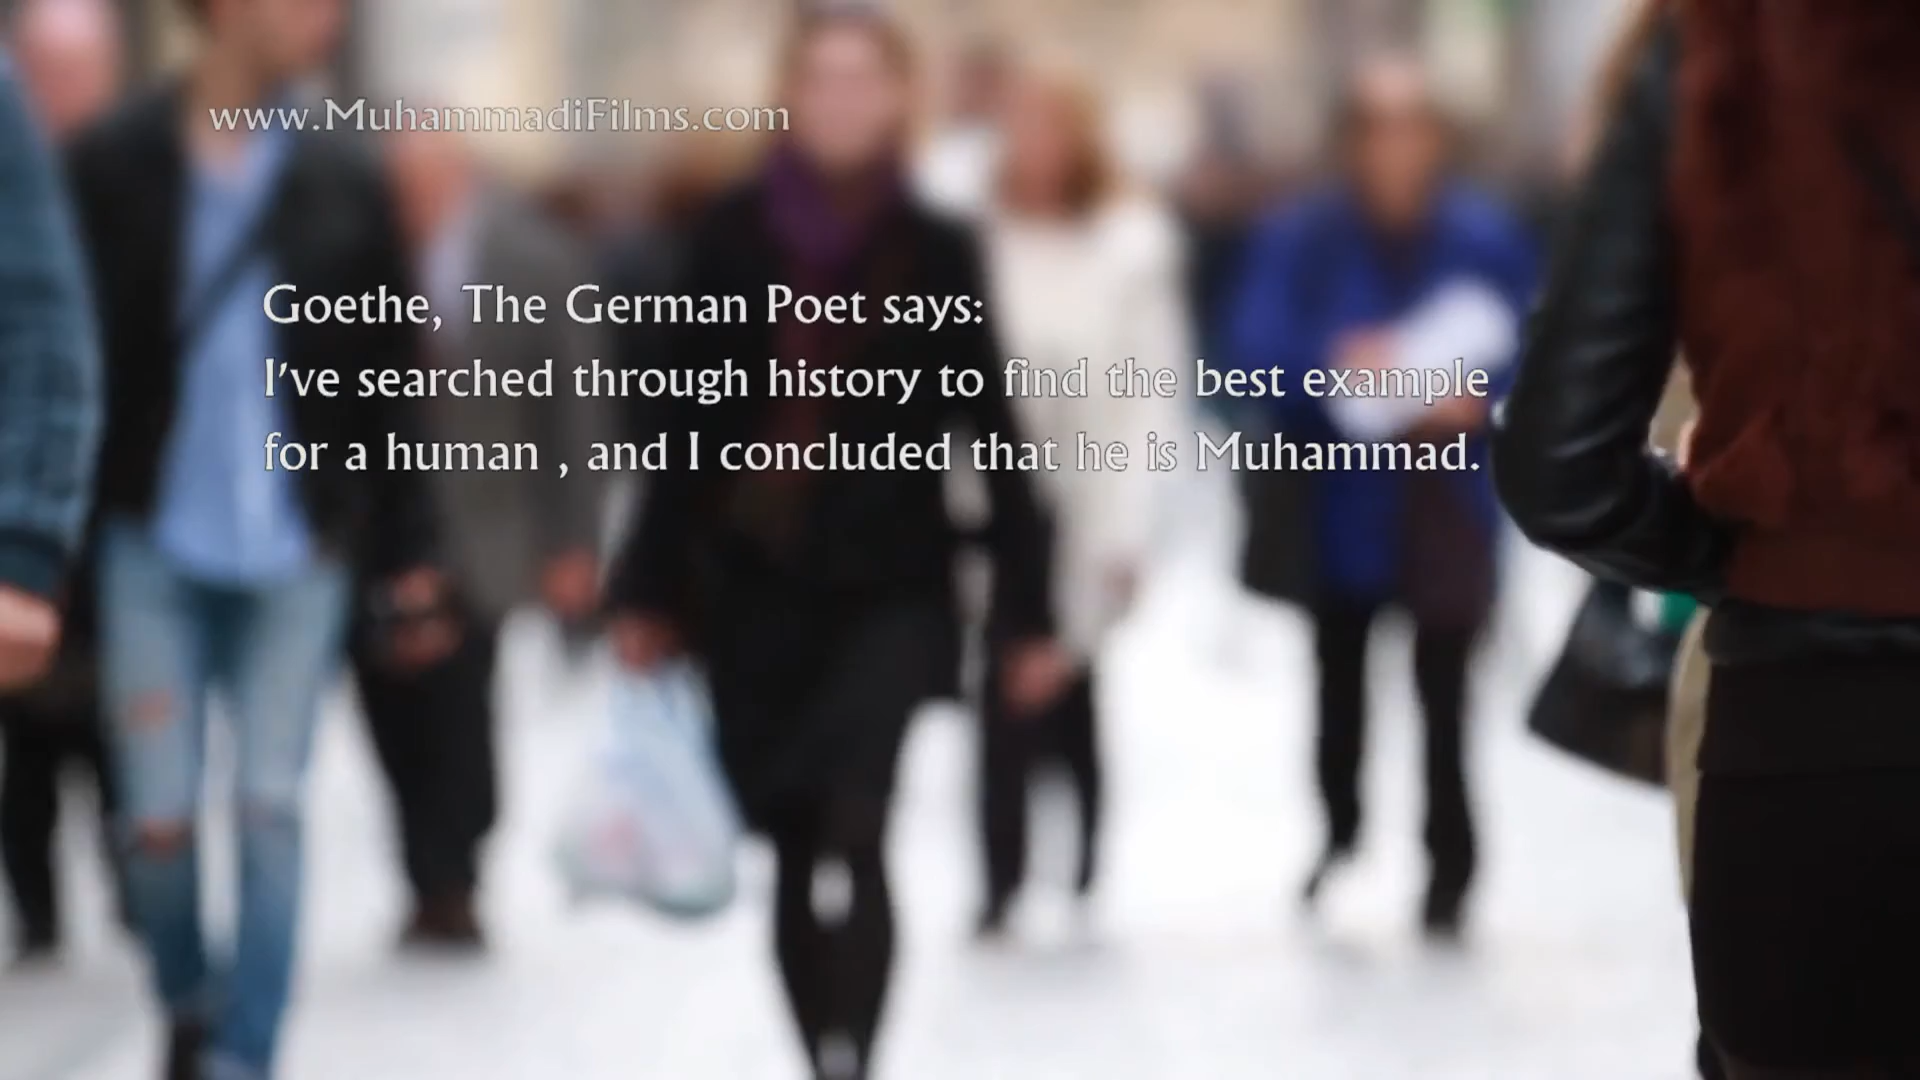 www.MuhammadiFilms.com
Goethe, The German Poet says:
I've searched through history to find the best example
for a human , and I concluded that he is Muhammad.